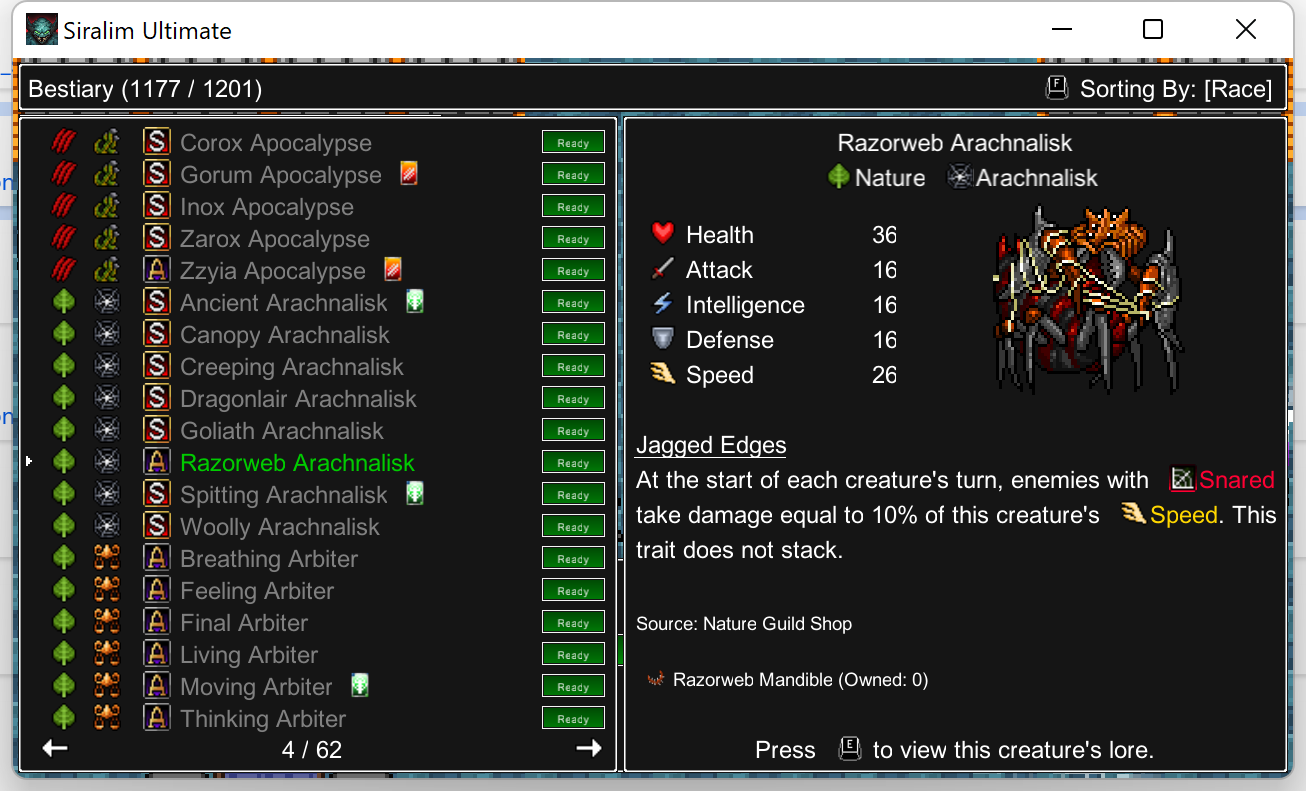 Siralim Ultimate
Bestiary (1177 / 1201)
F Sorting By: [Race]
S Corox Apocalypse Ready
S Gorum Apocalypse Ready
S Inox Apocalypse Ready
S Zarox Apocalypse Ready
A Zzyia Apocalypse Ready
S Ancient Arachnalisk Ready
S Canopy Arachnalisk Ready
S Creeping Arachnalisk Ready
S Dragonlair Arachnalisk Ready
S Goliath Arachnalisk Ready
A Razorweb Arachnalisk Ready
S Spitting Arachnalisk Ready
S Woolly Arachnalisk Ready
A Breathing Arbiter Ready
A Feeling Arbiter Ready
A Final Arbiter Ready
A Living Arbiter Ready
A Moving Arbiter Ready
A Thinking Arbiter Ready
4 / 62
Razorweb Arachnalisk
Nature Arachnalisk
Health 36
Attack 16
Intelligence 16
Defense 16
Speed 26
Jagged Edges
At the start of each creature's turn, enemies with Snared
take damage equal to 10% of this creature's Speed. This
trait does not stack.
Source: Nature Guild Shop
Razorweb Mandible (Owned: 0)
Press E to view this creature's lore.